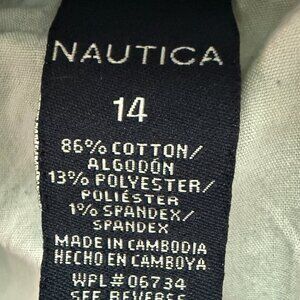 NAUTICA
14
86% COTTON/
ALGODÓN
13% POLYESTER/
POLIÉSTER
1% SPANDEX/
SPANDEX
MADE IN CAMBODIA
HECHO EN CAMBOYA
WPL#06734
SEE REVERSE